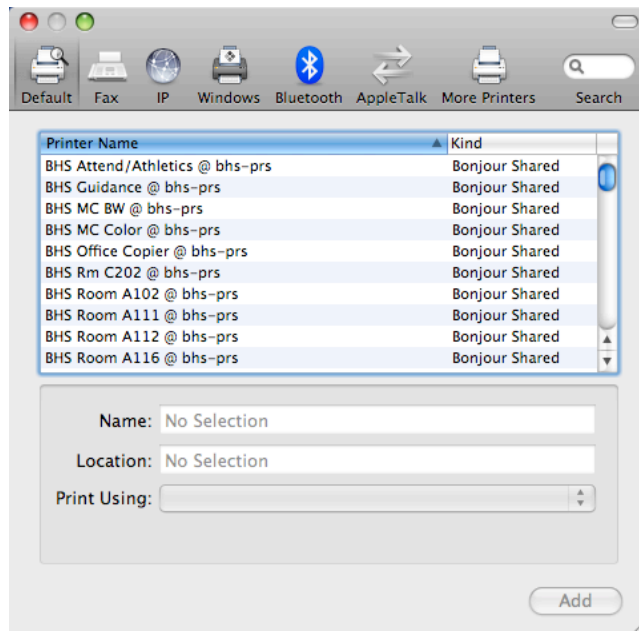 Default Fax IP Windows Bluetooth AppleTalk More Printers Search
Printer Name Kind
BHS Attend/Athletics @ bhs-prs Bonjour Shared
BHS Guidance @ bhs-prs Bonjour Shared
BHS MC BW @ bhs-prs Bonjour Shared
BHS MC Color @ bhs-prs Bonjour Shared
BHS Office Copier @ bhs-prs Bonjour Shared
BHS Rm C202 @ bhs-prs Bonjour Shared
BHS Room A102 @ bhs-prs Bonjour Shared
BHS Room A111 @ bhs-prs Bonjour Shared
BHS Room A112 @ bhs-prs Bonjour Shared
BHS Room A116 @ bhs-prs Bonjour Shared
Name: No Selection
Location: No Selection
Print Using:
Add